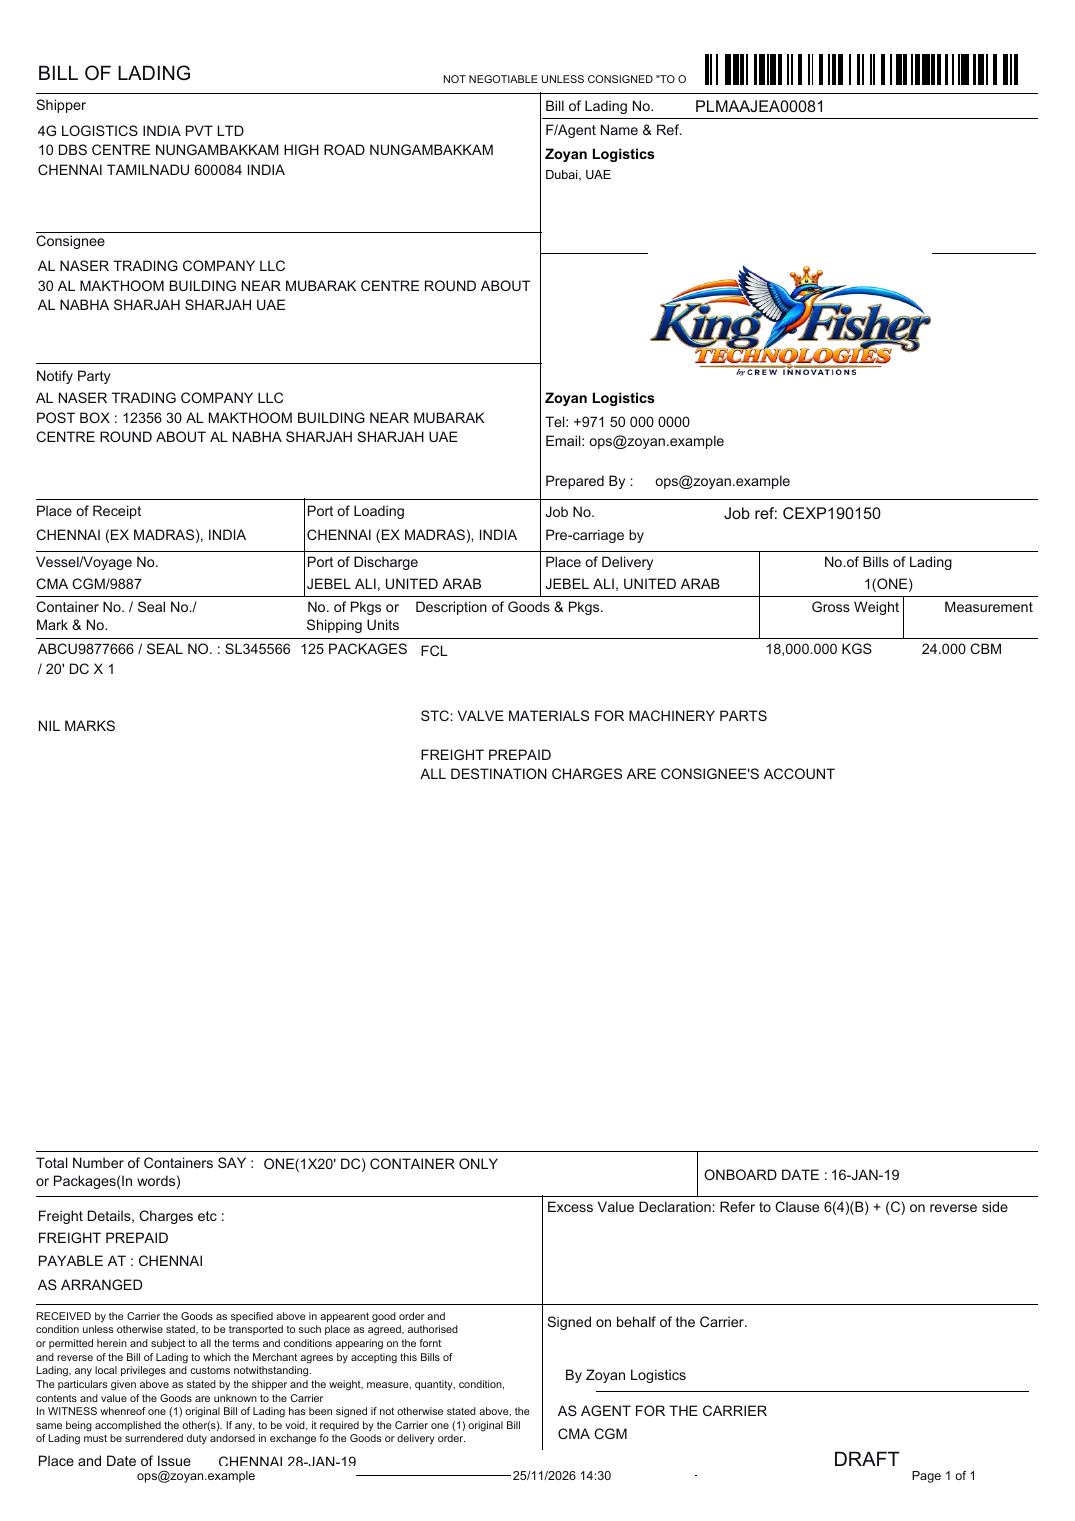 BILL OF LADING
NOT NEGOTIABLE UNLESS CONSIGNED "TO O
Shipper
4G LOGISTICS INDIA PVT LTD
10 DBS CENTRE NUNGAMBAKKAM HIGH ROAD NUNGAMBAKKAM
CHENNAI TAMILNADU 600084 INDIA
Bill of Lading No. PLMAAJEA00081
F/Agent Name & Ref.
Zoyan Logistics
Dubai, UAE
Consignee
AL NASER TRADING COMPANY LLC
30 AL MAKTHOOM BUILDING NEAR MUBARAK CENTRE ROUND ABOUT
AL NABHA SHARJAH SHARJAH UAE
King Fisher
TECHNOLOGIES
by CREW INNOVATIONS
Notify Party
AL NASER TRADING COMPANY LLC
POST BOX : 12356 30 AL MAKTHOOM BUILDING NEAR MUBARAK
CENTRE ROUND ABOUT AL NABHA SHARJAH SHARJAH UAE
Zoyan Logistics
Tel: +971 50 000 0000
Email: ops@zoyan.example
Prepared By : ops@zoyan.example
Place of Receipt
CHENNAI (EX MADRAS), INDIA
Port of Loading
CHENNAI (EX MADRAS), INDIA
Job No. Job ref: CEXP190150
Pre-carriage by
Vessel/Voyage No.
CMA CGM/9887
Port of Discharge
JEBEL ALI, UNITED ARAB
Place of Delivery
JEBEL ALI, UNITED ARAB
No.of Bills of Lading
1(ONE)
Container No. / Seal No./
Mark & No.
No. of Pkgs or
Shipping Units
Description of Goods & Pkgs.
Gross Weight
Measurement
ABCU9877666 / SEAL NO. : SL345566 125 PACKAGES FCL 18,000.000 KGS 24.000 CBM
/ 20' DC X 1
NIL MARKS
STC: VALVE MATERIALS FOR MACHINERY PARTS
FREIGHT PREPAID
ALL DESTINATION CHARGES ARE CONSIGNEE'S ACCOUNT
Total Number of Containers SAY : ONE(1X20' DC) CONTAINER ONLY
or Packages(In words)
ONBOARD DATE : 16-JAN-19
Freight Details, Charges etc :
FREIGHT PREPAID
PAYABLE AT : CHENNAI
AS ARRANGED
Excess Value Declaration: Refer to Clause 6(4)(B) + (C) on reverse side
RECEIVED by the Carrier the Goods as specified above in appearent good order and
condition unless otherwise stated, to be transported to such place as agreed, authorised
or permitted herein and subject to all the terms and conditions appearing on the fornt
and reverse of the Bill of Lading to which the Merchant agrees by accepting this Bills of
Lading, any local privileges and customs notwithstanding.
The particulars given above as stated by the shipper and the weight, measure, quantity, condition,
contents and value of the Goods are unknown to the Carrier
In WITNESS whenreof one (1) original Bill of Lading has been signed if not otherwise stated above, the
same being accomplished the other(s). If any, to be void, it required by the Carrier one (1) original Bill
of Lading must be surrendered duty andorsed in exchange fo the Goods or delivery order.
Signed on behalf of the Carrier.
By Zoyan Logistics
AS AGENT FOR THE CARRIER
CMA CGM
Place and Date of Issue CHENNAI 28-JAN-19
DRAFT
ops@zoyan.example
25/11/2026 14:30
Page 1 of 1